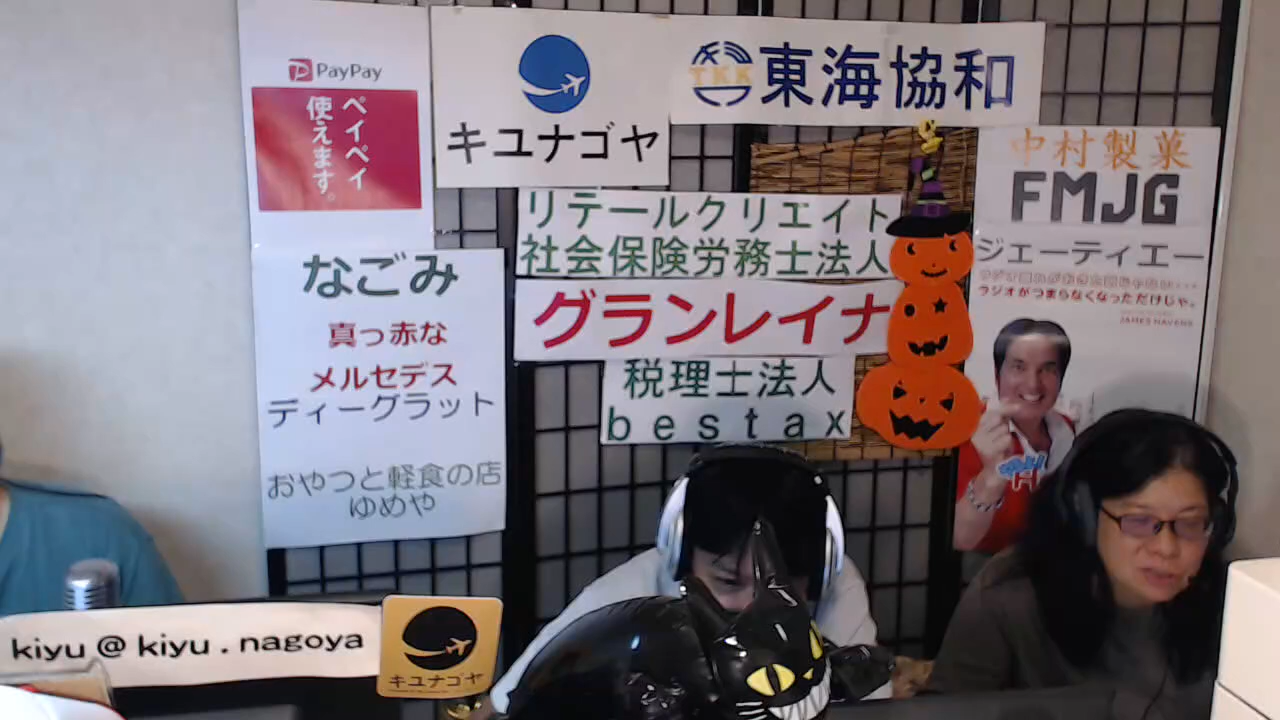 PayPay
ペイペイ
使えます。
キユナゴヤ
TKK
東海協和
中村製菓
FMJG
ジェーティエー
ラジオがつまらなくなっただけじゃ。
JAMES HAVENS
リテールクリエイト
社会保険労務士法人
グランレイナ
税理士法人
bestax
なごみ
真っ赤な
メルセデス
ティーグラット
おやつと軽食の店
ゆめや
kiyu@kiyu.nagoya
キユナゴヤ